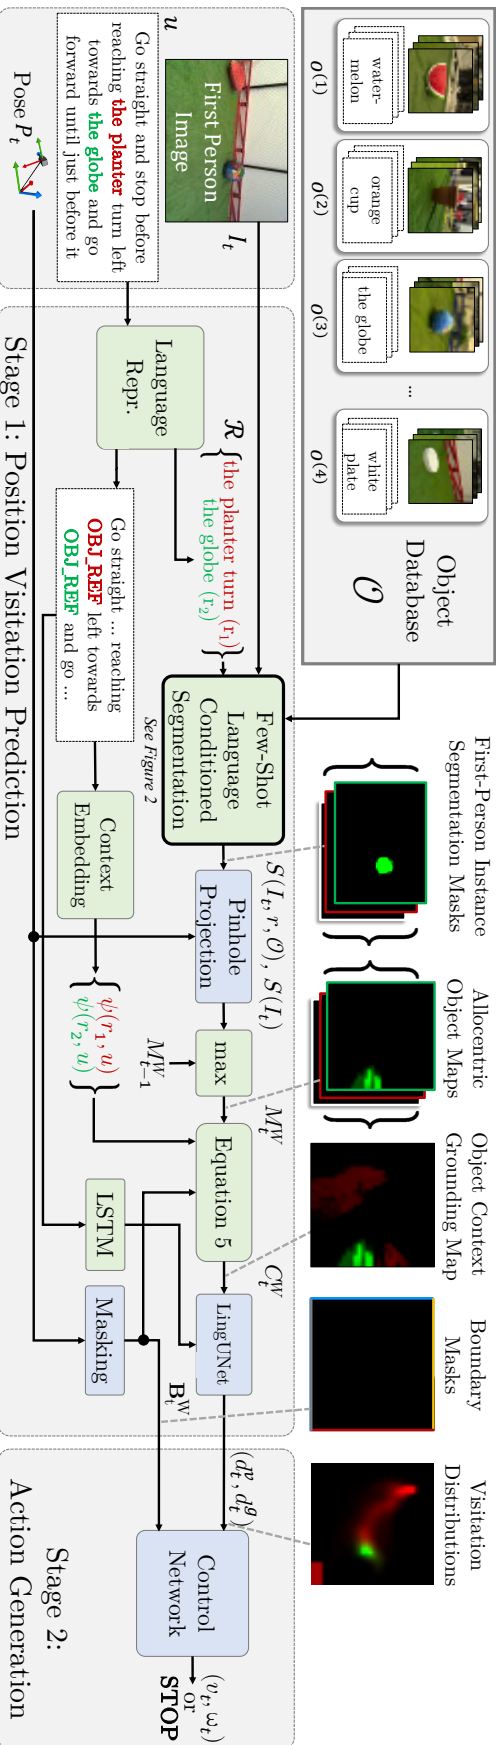 water-
melon
o(1)
orange
cup
o(2)
the globe
o(3)
...
white
plate
o(4)
Object
Database
𝒪
First Person
Image
I_t
u
Go straight and stop before
reaching the planter turn left
towards the globe and go
forward until just before it
Pose P_t
Language
Repr.
ℛ
{ the planter turn (r_1)
the globe (r_2) }
Go straight ... reaching
OBJ_REF left towards
OBJ_REF and go ...
Few-Shot
Language
Conditioned
Segmentation
See Figure 2
Context
Embedding
S(I_t, r, 𝒪), S(I_t)
Pinhole
Projection
{ ψ(r_1, u)
ψ(r_2, u) }
max
M^W_{t-1}
M^W_t
Equation 5
C^W_t
LSTM
LingUNet
Masking
B^W_t
Stage 1: Position Visitation Prediction
First-Person Instance
Segmentation Masks
Allocentric
Object Maps
Object Context
Grounding Map
Boundary
Masks
Visitation
Distributions
(d^p_t, d^g_t)
Control
Network
(v_t, ω_t)
or
STOP
Stage 2:
Action Generation